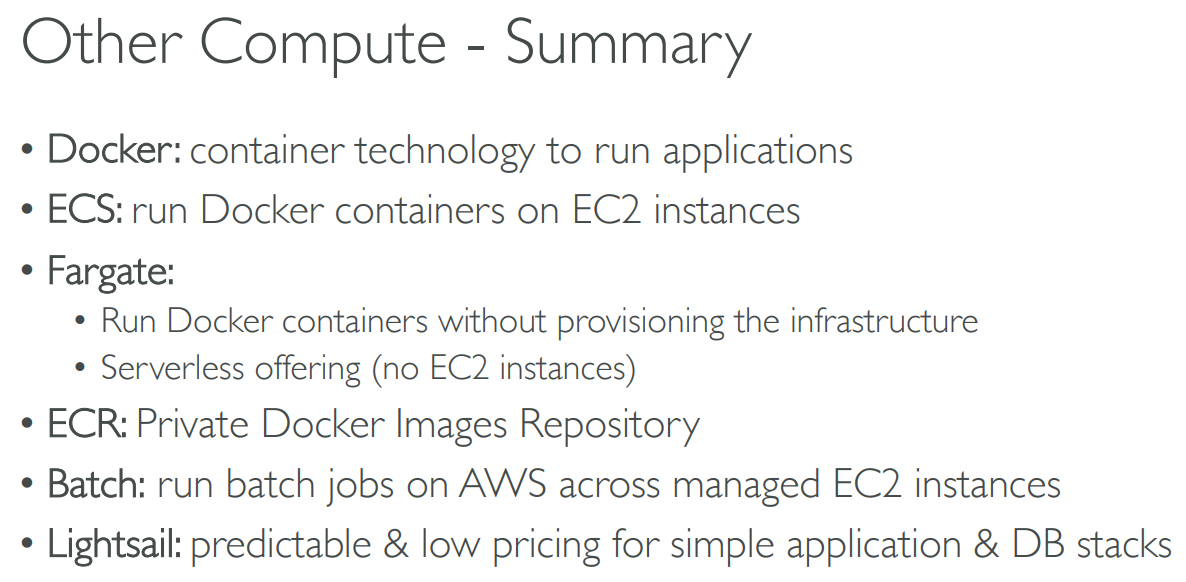 Other Compute - Summary
• Docker: container technology to run applications
• ECS: run Docker containers on EC2 instances
• Fargate:
• Run Docker containers without provisioning the infrastructure
• Serverless offering (no EC2 instances)
• ECR: Private Docker Images Repository
• Batch: run batch jobs on AWS across managed EC2 instances
• Lightsail: predictable & low pricing for simple application & DB stacks